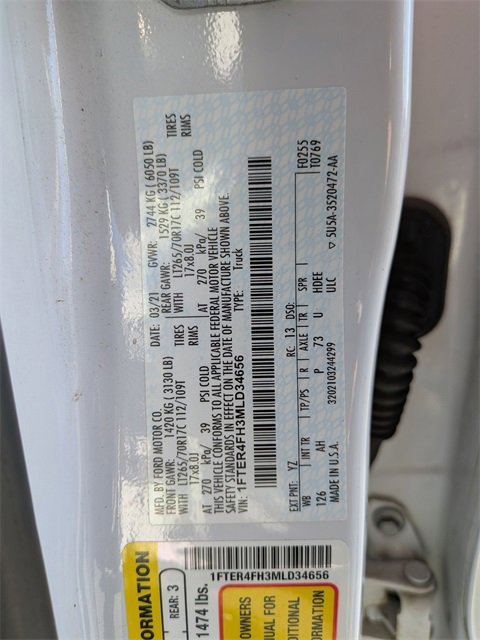 MFD. BY FORD MOTOR CO.
DATE: 03/21 GVWR: 2744 KG ( 6050 LB)
FRONT GAWR: 1420 KG ( 3130 LB) REAR GAWR: 1529 KG ( 3370 LB)
WITH LT265/70R17C 112/109T TIRES WITH LT265/70R17C 112/109T TIRES
17x8.0J RIMS 17x8.0J RIMS
AT 270 kPa/ 39 PSI COLD AT 270 kPa/ 39 PSI COLD
THIS VEHICLE CONFORMS TO ALL APPLICABLE FEDERAL MOTOR VEHICLE
SAFETY STANDARDS IN EFFECT ON THE DATE OF MANUFACTURE SHOWN ABOVE.
VIN: 1FTER4FH3MLD34656 TYPE: Truck
EXT PNT: YZ RC: 13 DSO: F0255
WB INT TR TP/PS R AXLE TR SPR T0769
126 AH P 73 U HDEE
3202103244299 ULC ▽ 5U5A-3520472-AA
MADE IN U.S.A.
ORMATION
REAR: 3
1474 lbs.
1FTER4FH3MLD34656
OWNERS
NUAL FOR
DITIONAL